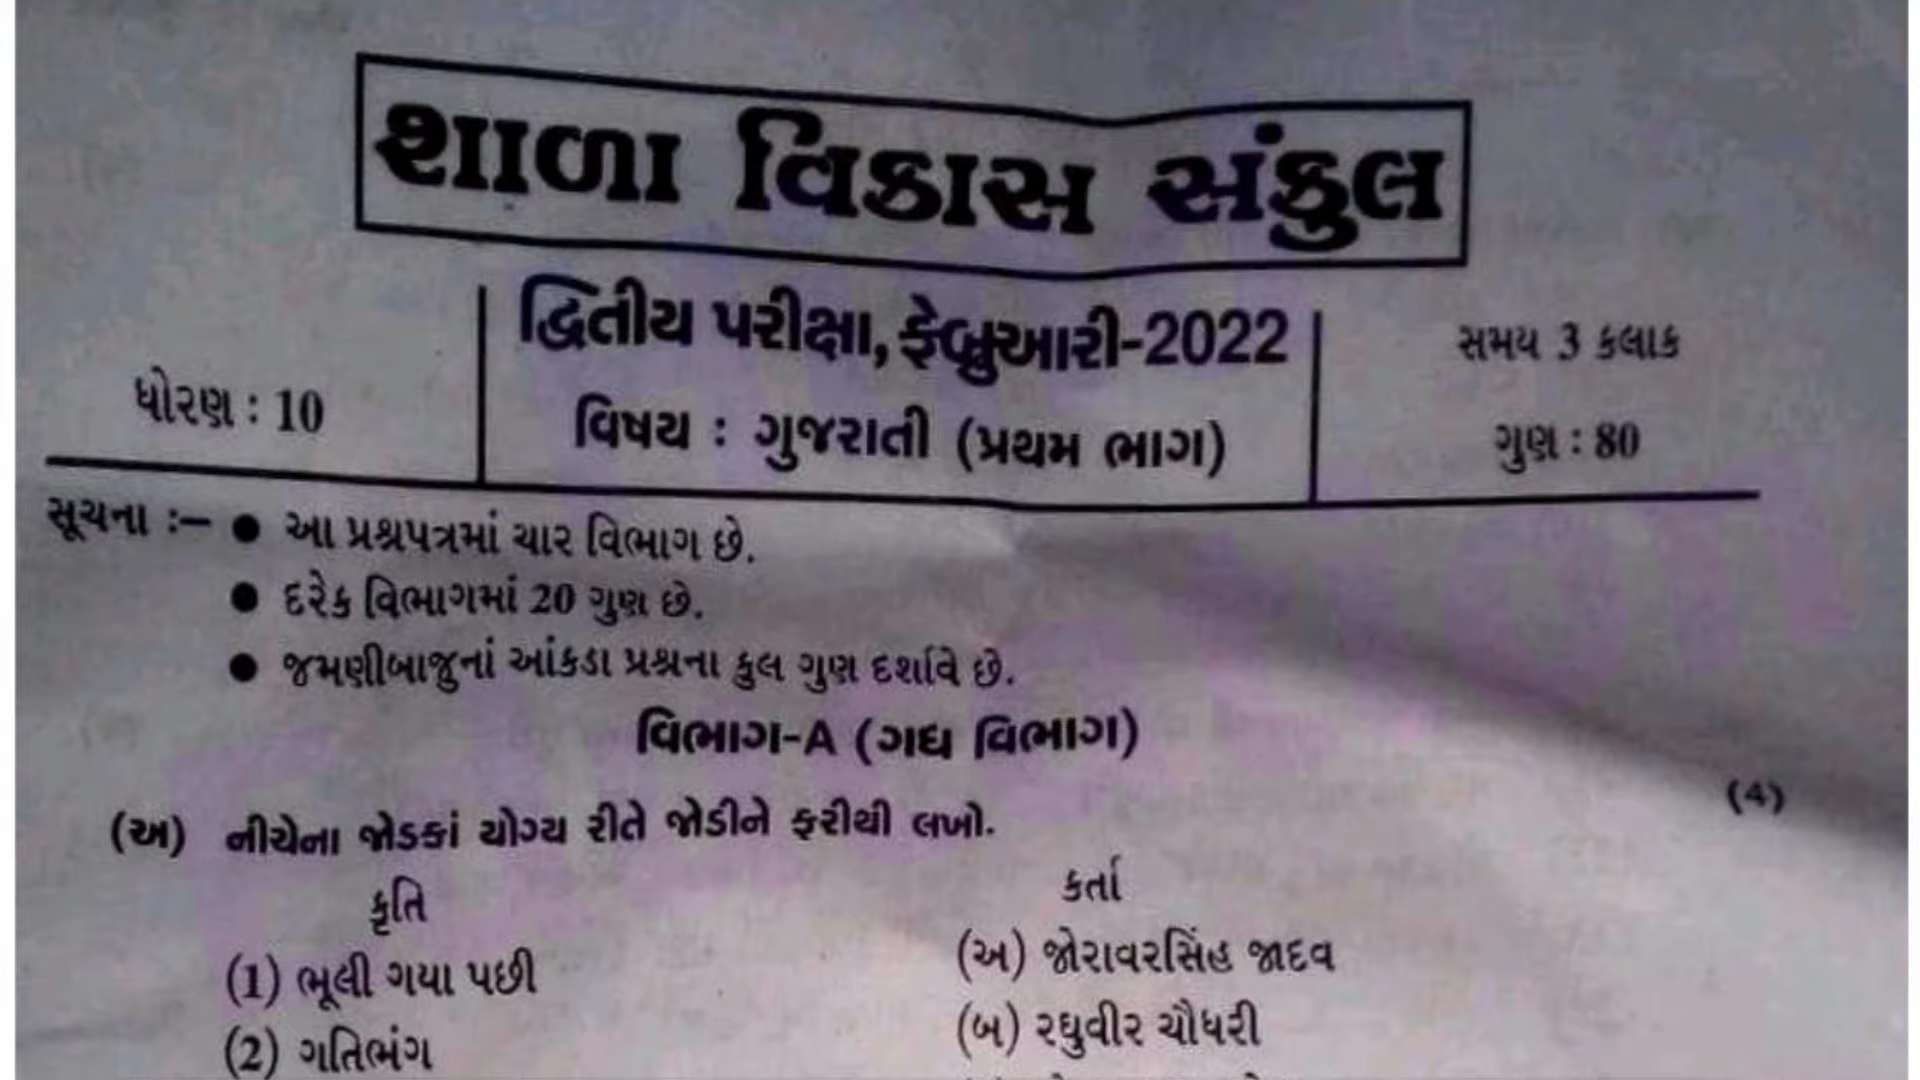 શાળા વિકાસ સંકુલ
દ્વિતીય પરીક્ષા, ફેબ્રુઆરી-2022
સમય 3 કલાક
ધોરણ : 10
વિષય : ગુજરાતી (પ્રથમ ભાગ)
ગુણ : 80
સૂચના :– ● આ પ્રશ્નપત્રમાં ચાર વિભાગ છે.
● દરેક વિભાગમાં 20 ગુણ છે.
● જમણીબાજુનાં આંકડા પ્રશ્નના કુલ ગુણ દર્શાવે છે.
વિભાગ-A (ગદ્ય વિભાગ)
(અ) નીચેના જોડકાં યોગ્ય રીતે જોડીને ફરીથી લખો. (4)
કૃતિ કર્તા
(1) ભૂલી ગયા પછી (અ) જોરાવરસિંહ જાદવ
(2) ગતિભંગ (બ) રઘુવીર ચૌધરી